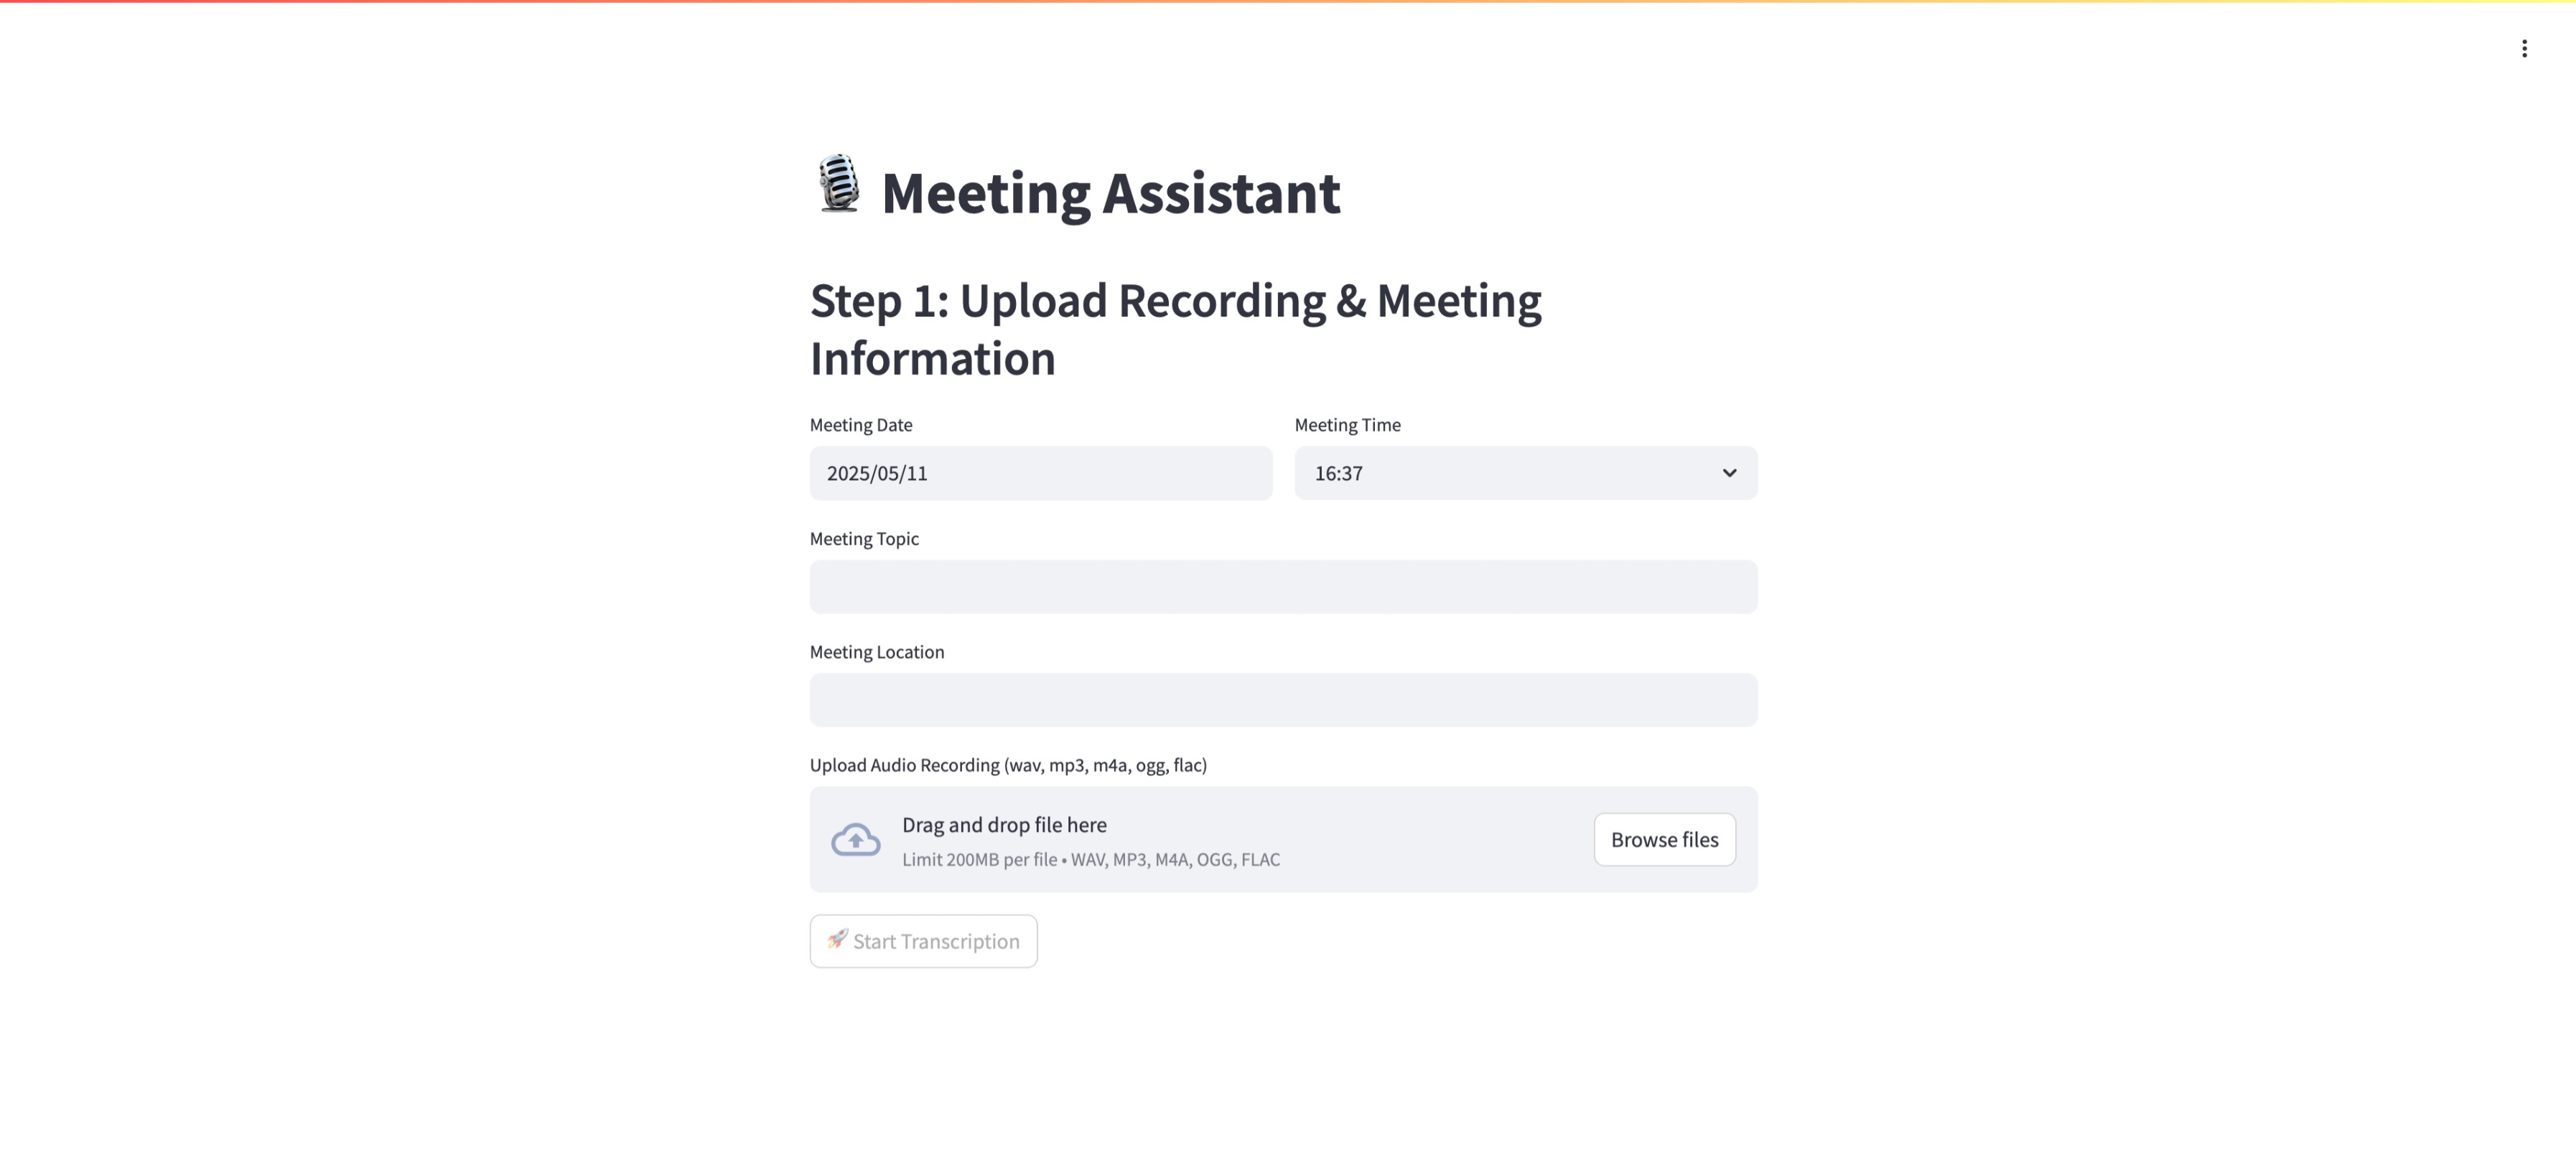 Meeting Assistant
Step 1: Upload Recording & Meeting
Information
Meeting Date
Meeting Time
2025/05/11
16:37
Meeting Topic
Meeting Location
Upload Audio Recording (wav, mp3, m4a, ogg, flac)
Drag and drop file here
Limit 200MB per file • WAV, MP3, M4A, OGG, FLAC
Browse files
🚀 Start Transcription